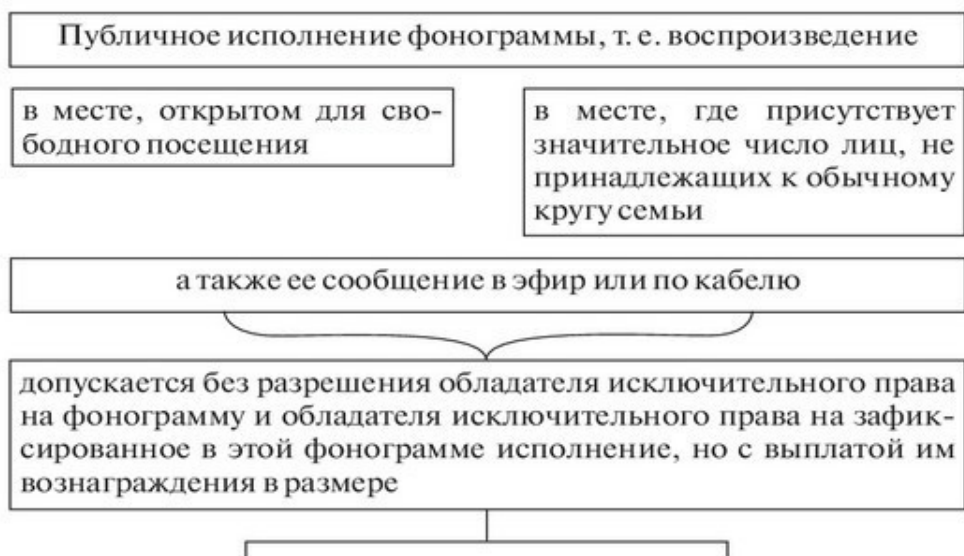 Публичное исполнение фонограммы, т. е. воспроизведение
в месте, открытом для сво-
бодного посещения
в месте, где присутствует
значительное число лиц, не
принадлежащих к обычному
кругу семьи
а также ее сообщение в эфир или по кабелю
допускается без разрешения обладателя исключительного права
на фонограмму и обладателя исключительного права на зафик-
сированное в этой фонограмме исполнение, но с выплатой им
вознаграждения в размере